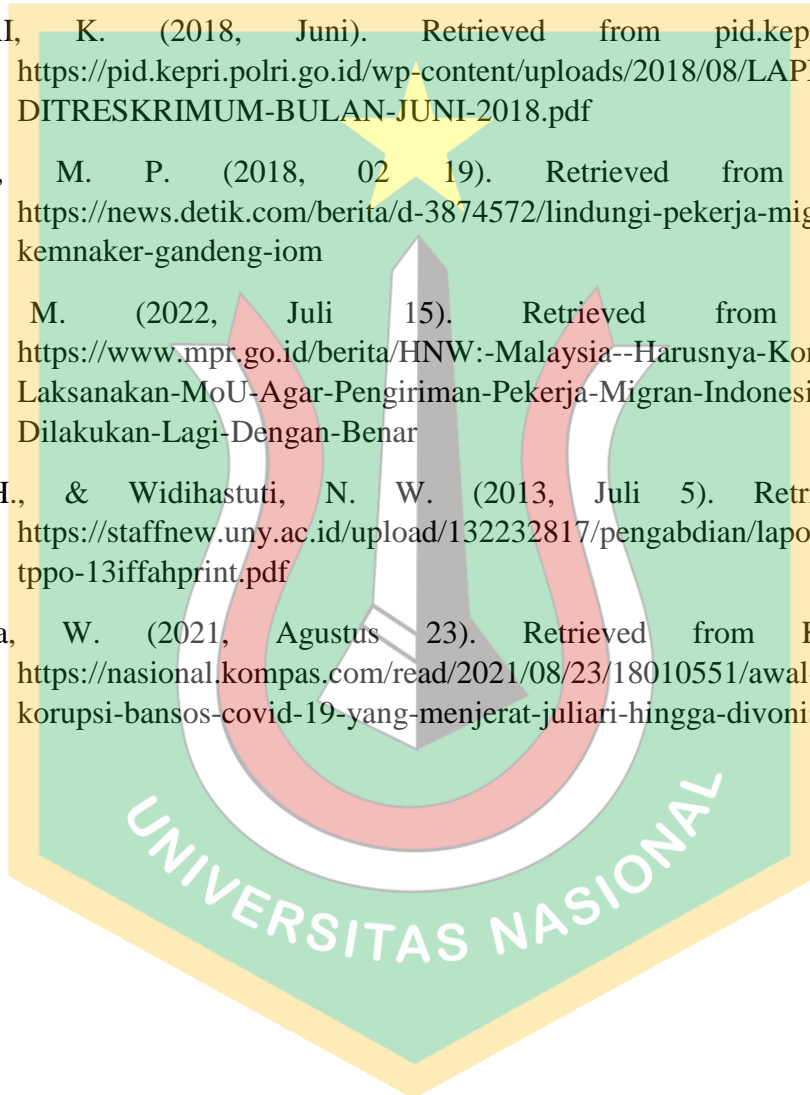 I, K. (2018, Juni). Retrieved from pid.kep
https://pid.kepri.polri.go.id/wp-content/uploads/2018/08/LAP
DITRESKRIMUM-BULAN-JUNI-2018.pdf
, M. P. (2018, 02 19). Retrieved from
https://news.detik.com/berita/d-3874572/lindungi-pekerja-mig
kemnaker-gandeng-iom
M. (2022, Juli 15). Retrieved from
https://www.mpr.go.id/berita/HNW:-Malaysia--Harusnya-Ko
Laksanakan-MoU-Agar-Pengiriman-Pekerja-Migran-Indonesi
Dilakukan-Lagi-Dengan-Benar
H., & Widihastuti, N. W. (2013, Juli 5). Retri
https://staffnew.uny.ac.id/upload/132232817/pengabdian/lapo
tppo-13iffahprint.pdf
a, W. (2021, Agustus 23). Retrieved from K
https://nasional.kompas.com/read/2021/08/23/18010551/awal-
korupsi-bansos-covid-19-yang-menjerat-juliari-hingga-divonis
UNIVERSITAS NASIONAL